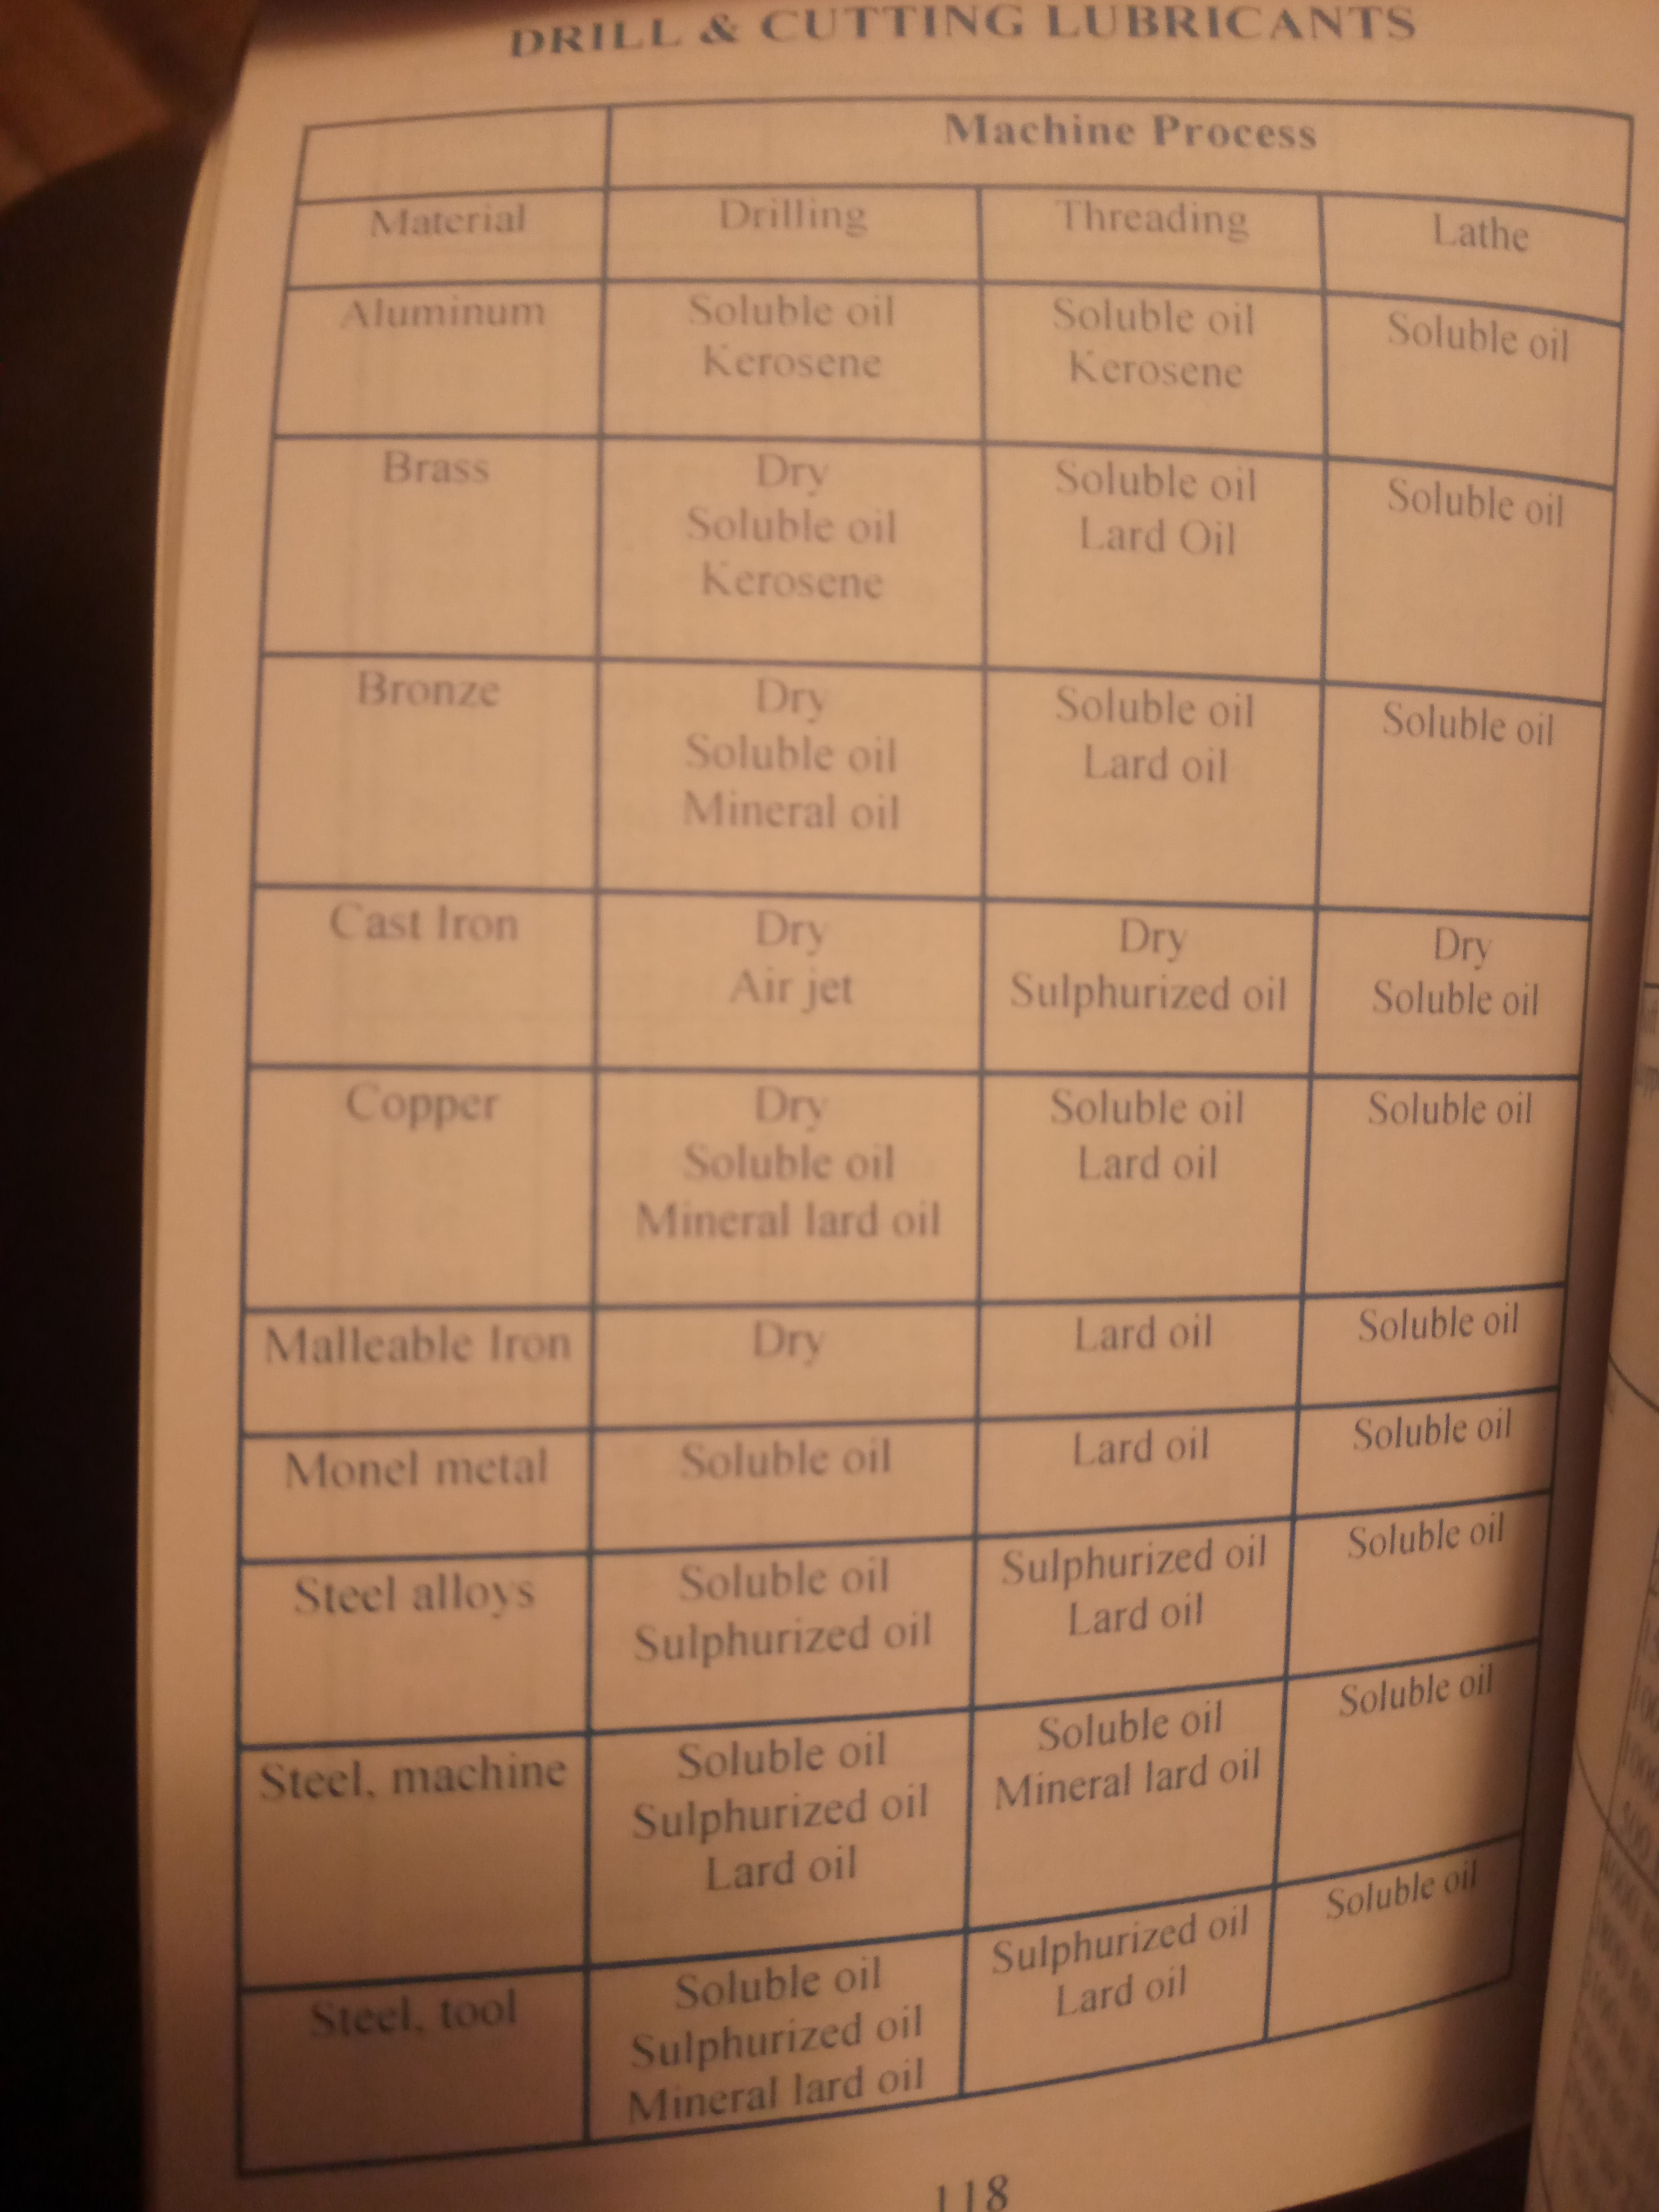 DRILL & CUTTING LUBRICANTS
Machine Process
Material Drilling Threading Lathe
Aluminum Soluble oil Soluble oil Soluble oil
Kerosene Kerosene
Brass Dry Soluble oil Soluble oil
Soluble oil Lard Oil
Kerosene
Bronze Dry Soluble oil Soluble oil
Soluble oil Lard oil
Mineral oil
Cast Iron Dry Dry Dry
Air jet Sulphurized oil Soluble oil
Copper Dry Soluble oil Soluble oil
Soluble oil Lard oil
Mineral lard oil
Malleable Iron Dry Lard oil Soluble oil
Monel metal Soluble oil Lard oil Soluble oil
Steel alloys Soluble oil Sulphurized oil Soluble oil
Sulphurized oil Lard oil
Steel, machine Soluble oil Soluble oil Soluble oil
Sulphurized oil Mineral lard oil
Lard oil
Steel, tool Soluble oil Sulphurized oil Soluble oil
Sulphurized oil Lard oil
Mineral lard oil
118